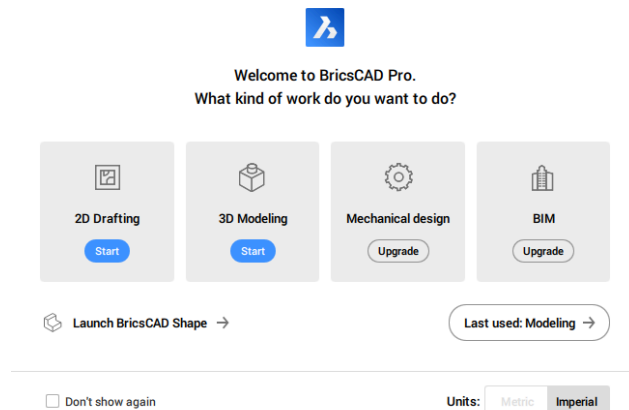 Welcome to BricsCAD Pro.
What kind of work do you want to do?
2D Drafting
3D Modeling
Mechanical design
BIM
Start
Start
Upgrade
Upgrade
Launch BricsCAD Shape →
Last used: Modeling →
Don't show again
Units:
Metric
Imperial